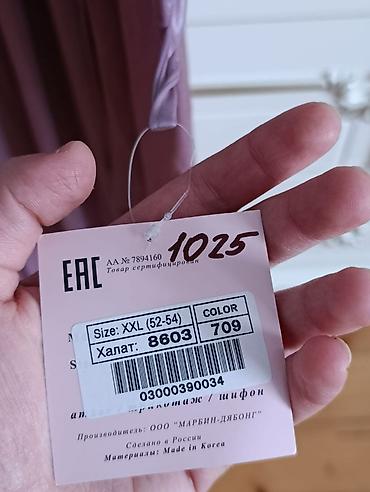 EAC
АА № 7894160
Товар сертифицирован
1025
Size: XXL (52-54)
Халат: 8603
COLOR
709
03000390034
/ шифон
Производитель: ООО "МАРБИН-ДЯБОНГ"
Сделано в России
Материалы: Made in Korea